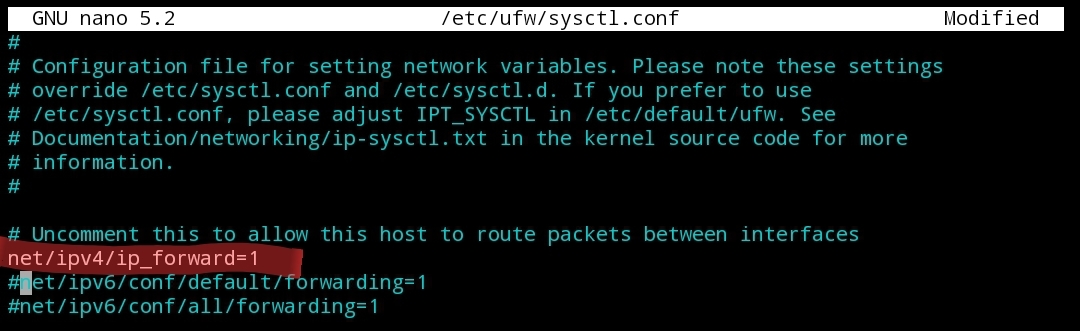 GNU nano 5.2 /etc/ufw/sysctl.conf Modified
#
# Configuration file for setting network variables. Please note these settings
# override /etc/sysctl.conf and /etc/sysctl.d. If you prefer to use
# /etc/sysctl.conf, please adjust IPT_SYSCTL in /etc/default/ufw. See
# Documentation/networking/ip-sysctl.txt in the kernel source code for more
# information.
#
# Uncomment this to allow this host to route packets between interfaces
net/ipv4/ip_forward=1
#net/ipv6/conf/default/forwarding=1
#net/ipv6/conf/all/forwarding=1